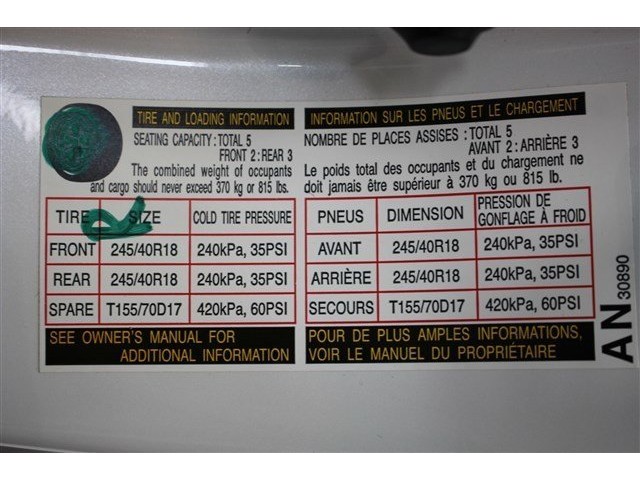 TIRE AND LOADING INFORMATION
SEATING CAPACITY : TOTAL 5
FRONT 2 : REAR 3
The combined weight of occupants
and cargo should never exceed 370 kg or 815 lbs.
TIRE SIZE COLD TIRE PRESSURE
FRONT 245/40R18 240kPa, 35PSI
REAR 245/40R18 240kPa, 35PSI
SPARE T155/70D17 420kPa, 60PSI
SEE OWNER'S MANUAL FOR
ADDITIONAL INFORMATION
INFORMATION SUR LES PNEUS ET LE CHARGEMENT
NOMBRE DE PLACES ASSISES : TOTAL 5
AVANT 2 : ARRIÈRE 3
Le poids total des occupants et du chargement ne
doit jamais être supérieur à 370 kg ou 815 lb.
PNEUS DIMENSION PRESSION DE
GONFLAGE À FROID
AVANT 245/40R18 240kPa, 35PSI
ARRIÈRE 245/40R18 240kPa, 35PSI
SECOURS T155/70D17 420kPa, 60PSI
POUR DE PLUS AMPLES INFORMATIONS,
VOIR LE MANUEL DU PROPRIÉTAIRE
AN 30890